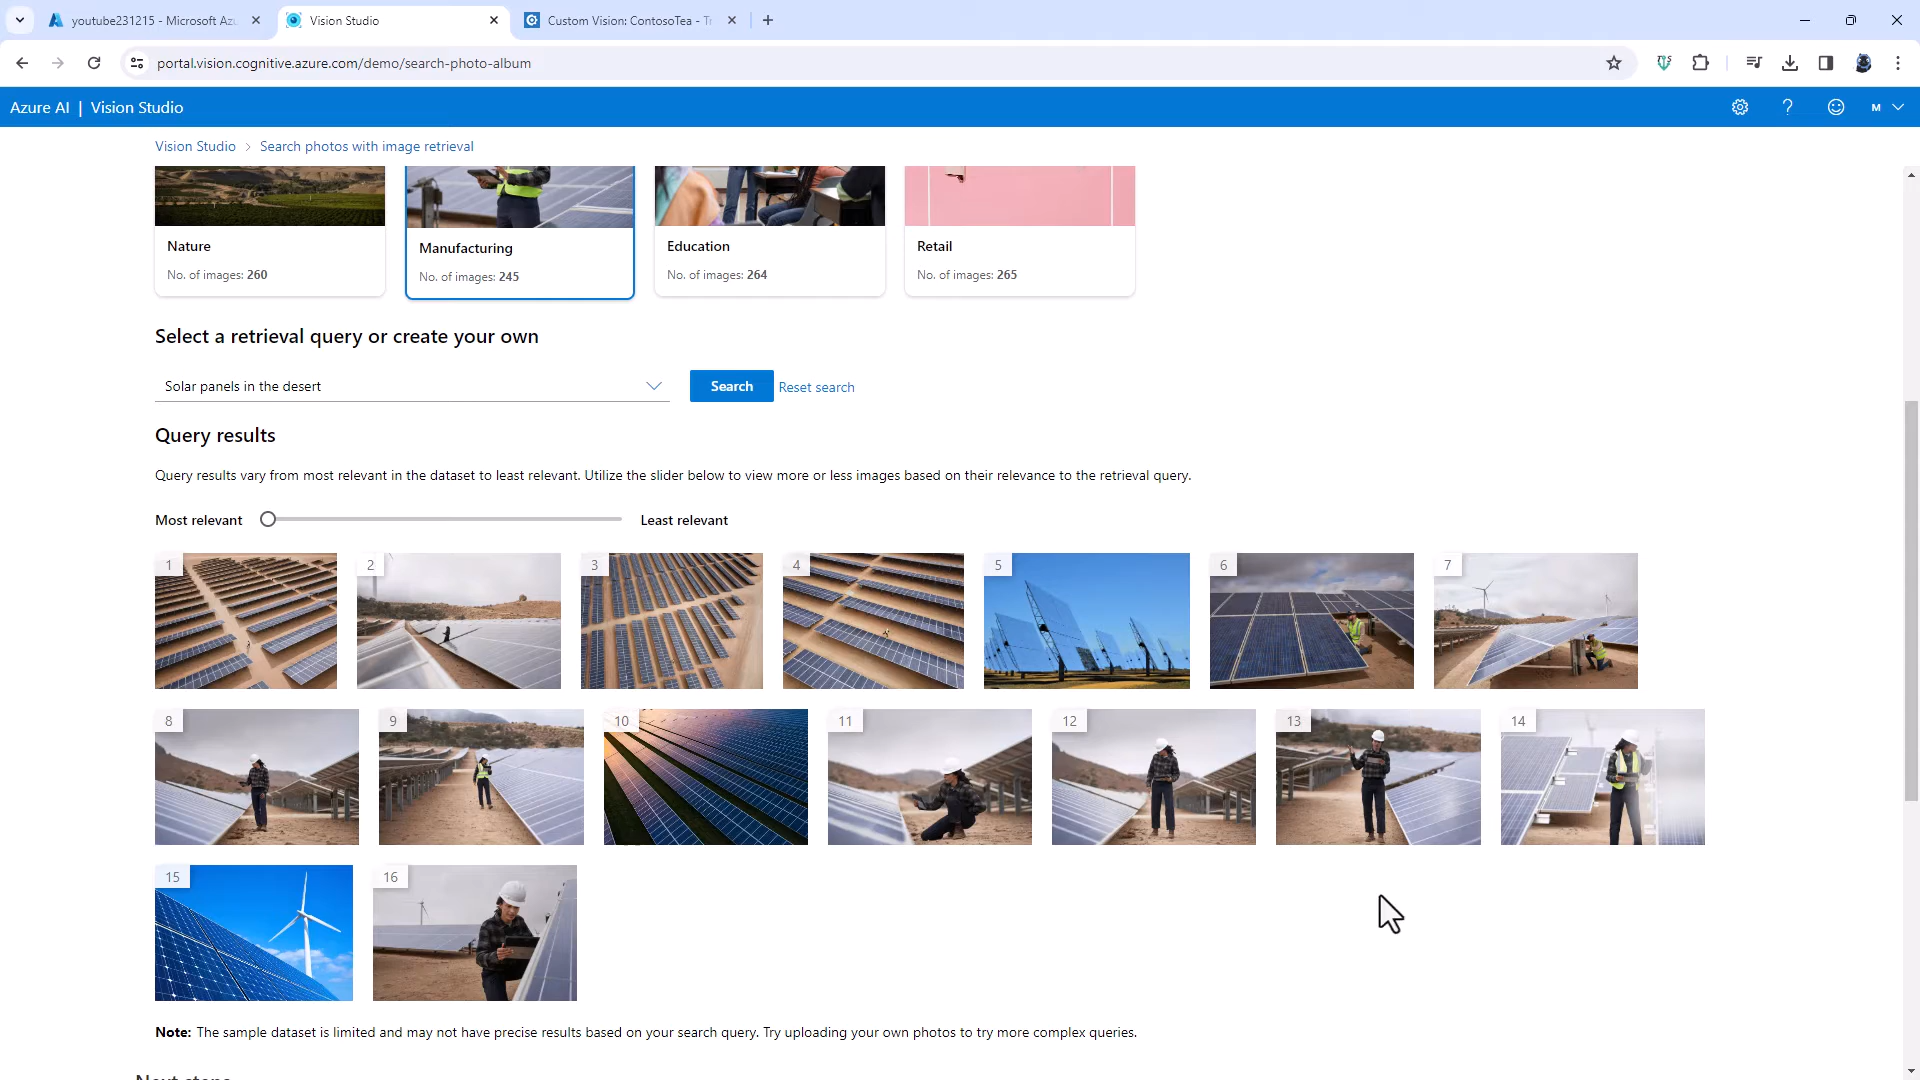 youtube231215 - Microsoft Az
Vision Studio
Custom Vision: ContosoTea - Tr
portal.vision.cognitive.azure.com/demo/search-photo-album
Azure AI | Vision Studio
M
Vision Studio > Search photos with image retrieval
Nature
No. of images: 260
Manufacturing
No. of images: 245
Education
No. of images: 264
Retail
No. of images: 265
Select a retrieval query or create your own
Solar panels in the desert
Search
Reset search
Query results
Query results vary from most relevant in the dataset to least relevant. Utilize the slider below to view more or less images based on their relevance to the retrieval query.
Most relevant
Least relevant
1
2
3
4
5
6
7
8
9
10
11
12
13
14
15
16
Note: The sample dataset is limited and may not have precise results based on your search query. Try uploading your own photos to try more complex queries.